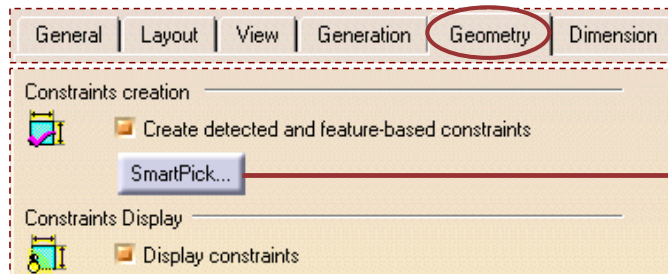 General Layout View Generation Geometry Dimension
Constraints creation
Create detected and feature-based constraints
SmartPick...
Constraints Display
Display constraints